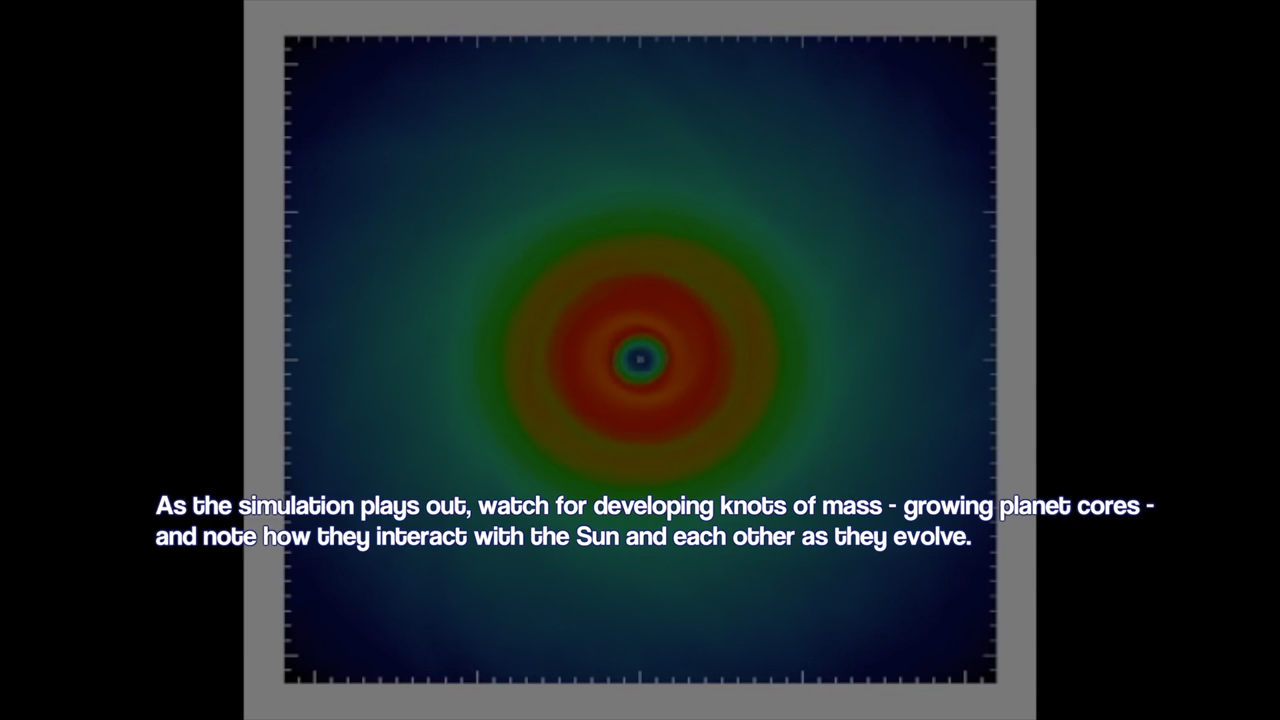 As the simulation plays out, watch for developing knots of mass - growing planet cores -
and note how they interact with the Sun and each other as they evolve.